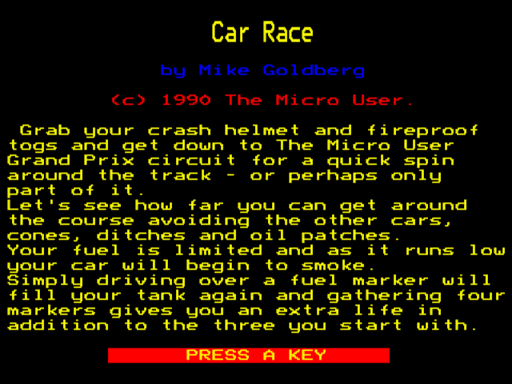 Car Race
by Mike Goldberg
(c) 1990 The Micro User.
Grab your crash helmet and fireproof
togs and get down to The Micro User
Grand Prix circuit for a quick spin
around the track - or perhaps only
part of it.
Let's see how far you can get around
the course avoiding the other cars,
cones, ditches and oil patches.
Your fuel is limited and as it runs low
your car will begin to smoke.
Simply driving over a fuel marker will
fill your tank again and gathering four
markers gives you an extra life in
addition to the three you start with.
PRESS A KEY